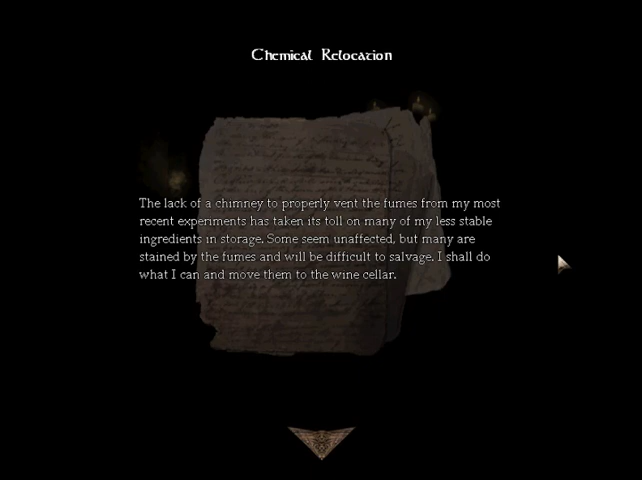 Chemical Relocation
The lack of a chimney to properly vent the fumes from my most
recent experiments has taken its toll on many of my less stable
ingredients in storage. Some seem unaffected, but many are
stained by the fumes and will be difficult to salvage. I shall do
what I can and move them to the wine cellar.